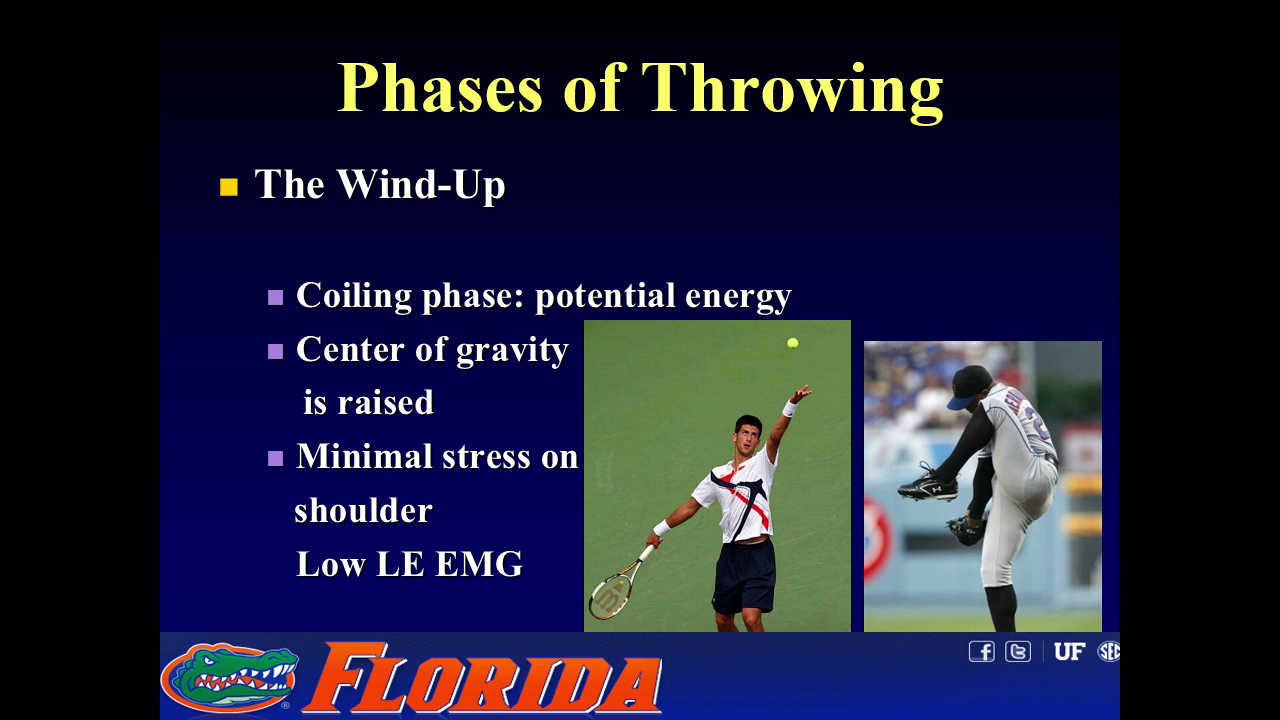 Phases of Throwing
The Wind-Up
Coiling phase: potential energy
Center of gravity
is raised
Minimal stress on
shoulder
Low LE EMG
FLORIDA
®
f
t
UF
SEC